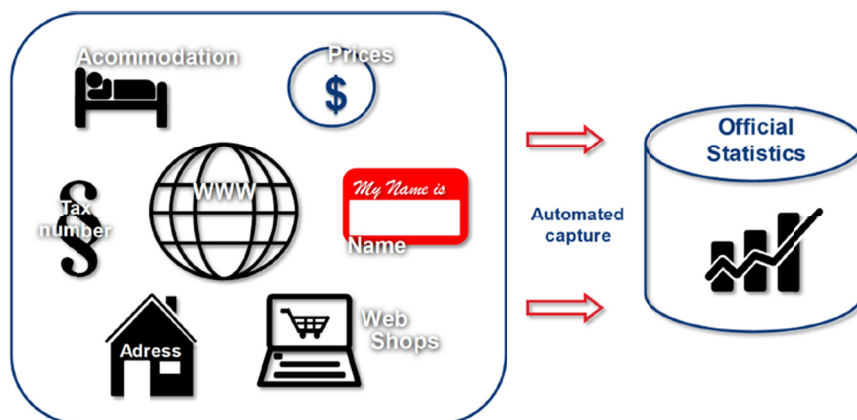 Acommodation
Prices
$
WWW
My Name is
Name
Tax
number
§
Adress
Web
Shops
Automated
capture
Official
Statistics